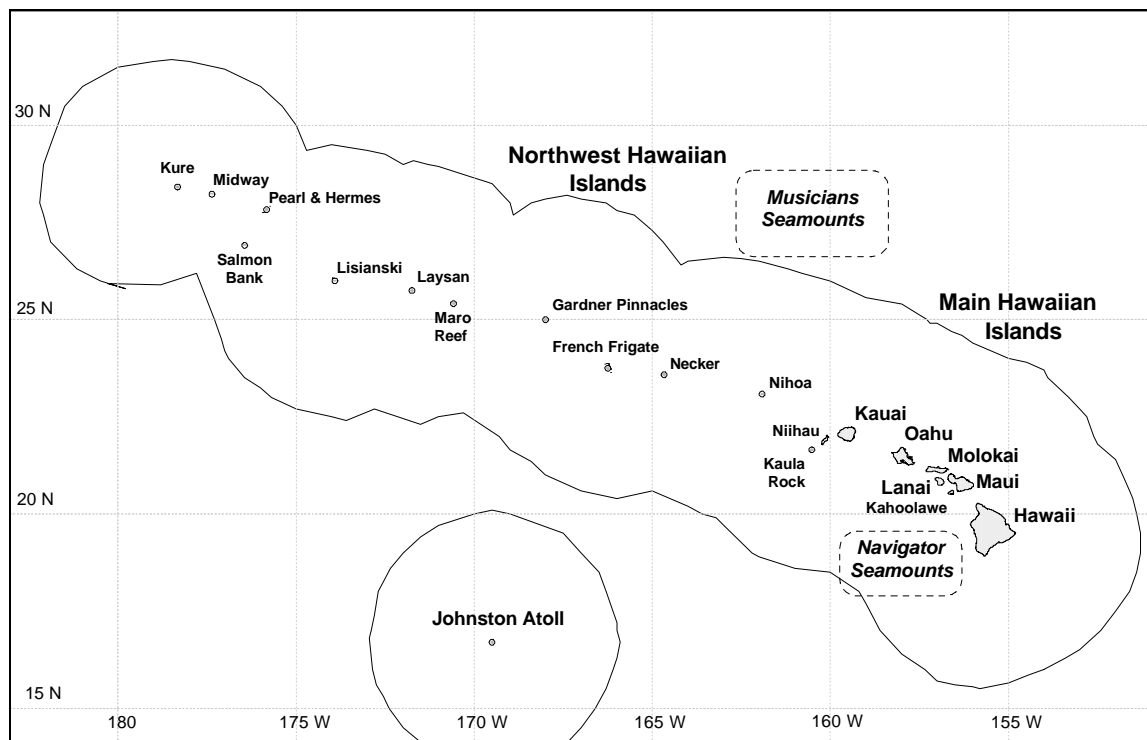 30 N
Northwest Hawaiian
Islands
Kure
Midway
Pearl & Hermes
Musicians
Seamounts
Salmon
Bank
Lisianski
Laysan
Maro
Reef
Gardner Pinnacles
Main Hawaiian
Islands
25 N
French Frigate
Necker
Nihoa
Kauai
Niihau
Oahu
Kaula
Rock
Molokai
Lanai
Maui
Kahoolawe
20 N
Hawaii
Navigator
Seamounts
Johnston Atoll
15 N
180
175 W
170 W
165 W
160 W
155 W